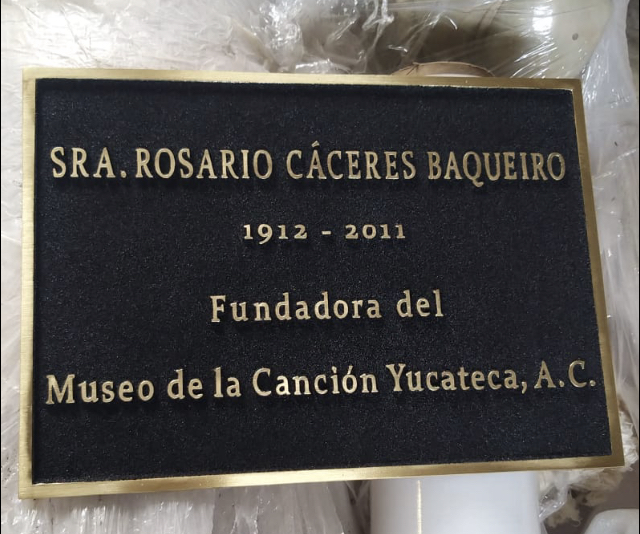 SRA. ROSARIO CÁCERES BAQUEIRO
1912 - 2011
Fundadora del
Museo de la Canción Yucateca, A.C.